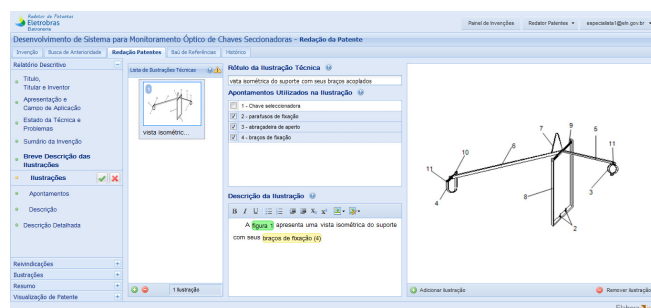 Redator de Patentes
Eletrobras
Eletronorte
Painel de Invenções
Redator Patentes
especialista1@eln.gov.br
Desenvolvimento de Sistema para Monitoramento Óptico de Chaves Seccionadoras - Redação da Patente
Invenção
Busca de Anterioridade
Redação Patentes
Baú de Referências
Histórico
Relatório Descritivo
Título,
Titular e Inventor
Apresentação e
Campo de Aplicação
Estado da Técnica e
Problemas
Sumário da Invenção
Breve Descrição das
Ilustrações
Ilustrações
Apontamentos
Descrição
Descrição Detalhada
Reivindicações
Ilustrações
Resumo
Visualização de Patente
Lista de Ilustrações Técnicas
1
vista isométric...
1 Ilustração
Rótulo da Ilustração Técnica
vista isométrica do suporte com seus braços acoplados
Apontamentos Utilizados na Ilustração
1 - Chave seleccionadora
2 - parafusos de fixação
3 - abraçadeira de aperto
4 - braços de fixação
Descrição da Ilustração
B I U X₂ x²
A figura 1 apresenta uma vista isométrica do suporte
com seus braços de fixação (4)
7
9
5
6
11
10
11
3
4
8
2
Adicionar ilustração
Remover ilustração